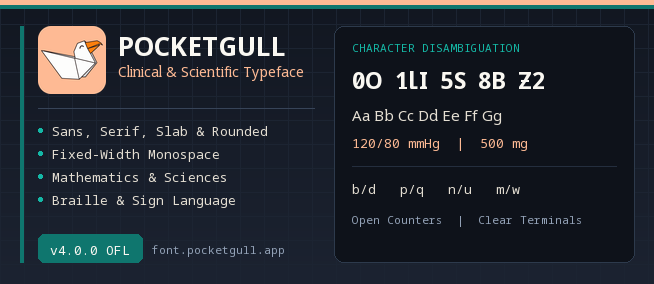 POCKETGULL
Clinical & Scientific Typeface
Sans, Serif, Slab & Rounded
Fixed-Width Monospace
Mathematics & Sciences
Braille & Sign Language
v4.0.0 OFL
font.pocketgull.app
CHARACTER DISAMBIGUATION
0O 1lI 5S 8B Ƶ2
Aa Bb Cc Dd Ee Ff Gg
120/80 mmHg | 500 mg
b/d p/q n/u m/w
Open Counters | Clear Terminals